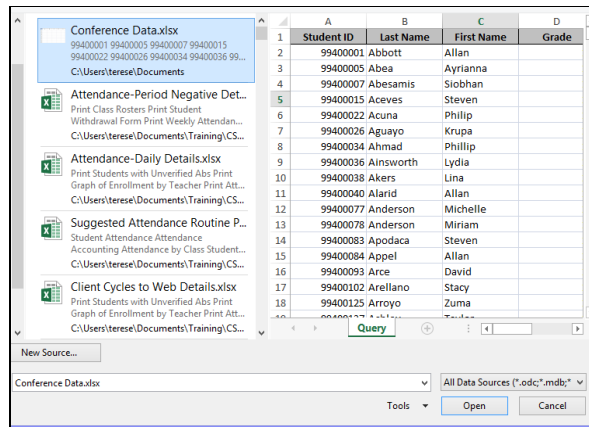 Conference Data.xlsx
99400001 99400005 99400007 99400015
99400022 99400026 99400034 99400036 99...
C:\Users\terese\Documents
Attendance-Period Negative Det...
Print Class Rosters Print Student
Withdrawal Form Print Weekly Attendan...
C:\Users\terese\Documents\Training\CS...
Attendance-Daily Details.xlsx
Print Students with Unverified Abs Print
Graph of Enrollment by Teacher Print Att...
C:\Users\terese\Documents\Training\CS...
Suggested Attendance Routine P...
Student Attendance Attendance
Accounting Attendance by Class Student...
C:\Users\terese\Documents\Training\CS...
Client Cycles to Web Details.xlsx
Print Students with Unverified Abs Print
Graph of Enrollment by Teacher Print Att...
C:\Users\terese\Documents\Training\CS...
A B C D
1 Student ID Last Name First Name Grade
2 99400001 Abbott Allan
3 99400005 Abea Ayrianna
4 99400007 Abesamis Siobhan
5 99400015 Aceves Steven
6 99400022 Acuna Philip
7 99400026 Aguayo Krupa
8 99400034 Ahmad Phillip
9 99400036 Ainsworth Lydia
10 99400038 Akers Lina
11 99400040 Alarid Allan
12 99400077 Anderson Michelle
13 99400078 Anderson Miriam
14 99400083 Apodaca Steven
15 99400084 Appel Allan
16 99400093 Arce David
17 99400102 Arellano Stacy
18 99400125 Arroyo Zuma
Query
New Source...
Conference Data.xlsx
All Data Sources (*.odc;*.mdb;*
Tools Open Cancel